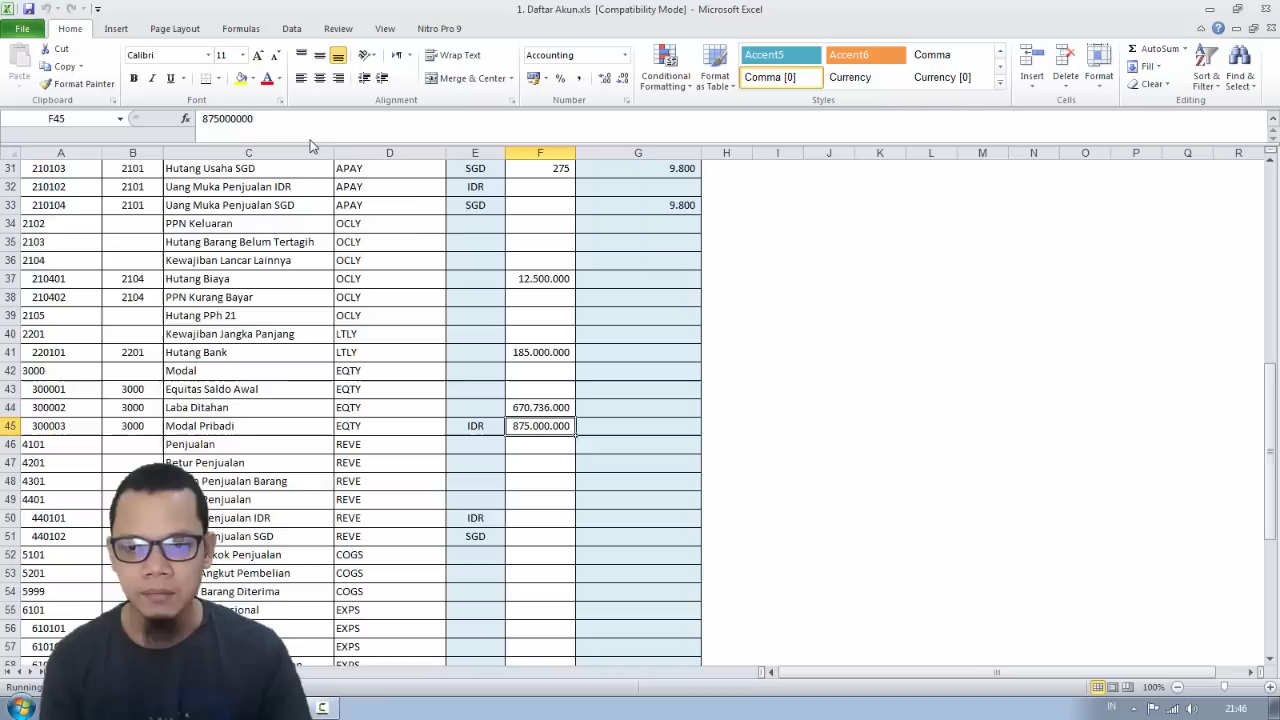 1. Daftar Akun.xls [Compatibility Mode] - Microsoft Excel
File Home Insert Page Layout Formulas Data Review View Nitro Pro 9
Paste Cut Copy Format Painter Clipboard
Calibri 11 B I U A Font
Wrap Text Merge & Center Alignment
Accounting % , Number
Conditional Formatting Format as Table
Accent5 Accent6 Comma
Comma [0] Currency Currency [0]
Styles
Insert Delete Format Cells
AutoSum Fill Clear Sort & Filter Find & Select Editing
F45 fx 875000000
A B C D E F G H I J K L M N O P Q R
31 210103 2101 Hutang Usaha SGD APAY SGD 275 9.800
32 210102 2101 Uang Muka Penjualan IDR APAY IDR
33 210104 2101 Uang Muka Penjualan SGD APAY SGD 9.800
34 2102 PPN Keluaran OCLY
35 2103 Hutang Barang Belum Tertagih OCLY
36 2104 Kewajiban Lancar Lainnya OCLY
37 210401 2104 Hutang Biaya OCLY 12.500.000
38 210402 2104 PPN Kurang Bayar OCLY
39 2105 Hutang PPh 21 OCLY
40 2201 Kewajiban Jangka Panjang LTLY
41 220101 2201 Hutang Bank LTLY 185.000.000
42 3000 Modal EQTY
43 300001 3000 Equitas Saldo Awal EQTY
44 300002 3000 Laba Ditahan EQTY 670.736.000
45 300003 3000 Modal Pribadi EQTY IDR 875.000.000
46 4101 Penjualan REVE
47 4201 Retur Penjualan REVE
48 4301 Penjualan Barang REVE
49 4401 Penjualan REVE
50 440101 enjualan IDR REVE IDR
51 440102 njualan SGD REVE SGD
52 5101 kok Penjualan COGS
53 5201 Angkut Pembelian COGS
54 5999 Barang Diterima COGS
55 6101 sional EXPS
56 610101 EXPS
57 EXPS
58 EXPS
100%
IN 21:46